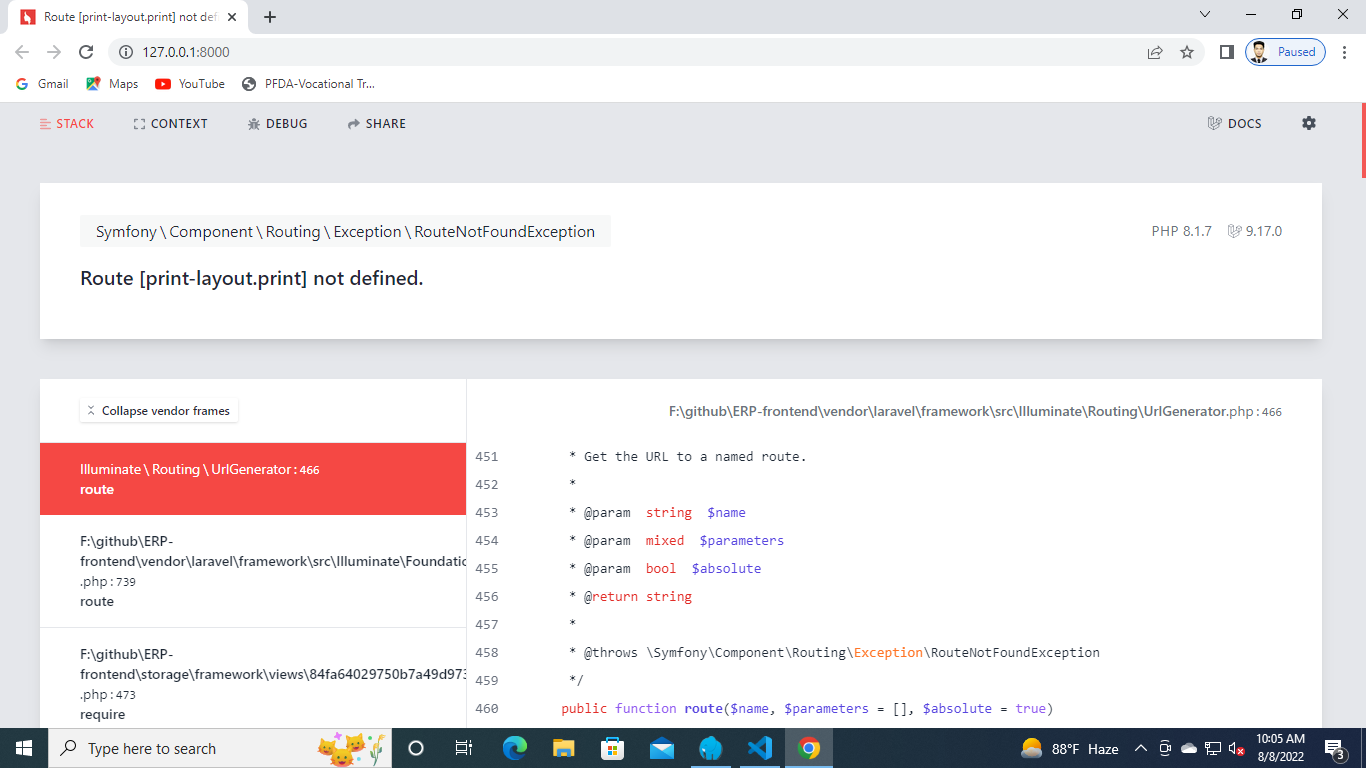 Route [print-layout.print] not def
127.0.0.1:8000
Paused
Gmail
Maps
YouTube
PFDA-Vocational Tr...
STACK
CONTEXT
DEBUG
SHARE
DOCS
Symfony \ Component \ Routing \ Exception \ RouteNotFoundException
PHP 8.1.7
9.17.0
Route [print-layout.print] not defined.
Collapse vendor frames
Illuminate \ Routing \ UrlGenerator : 466
route
F:\github\ERP-
frontend\vendor\laravel\framework\src\Illuminate\Foundatio
.php : 739
route
F:\github\ERP-
frontend\storage\framework\views\84fa64029750b7a49d973
.php : 473
require
F:\github\ERP-frontend\vendor\laravel\framework\src\Illuminate\Routing\UrlGenerator.php : 466
451 * Get the URL to a named route.
452 *
453 * @param string $name
454 * @param mixed $parameters
455 * @param bool $absolute
456 * @return string
457 *
458 * @throws \Symfony\Component\Routing\Exception\RouteNotFoundException
459 */
460 public function route($name, $parameters = [], $absolute = true)
Type here to search
88°F Haze
10:05 AM
8/8/2022
3